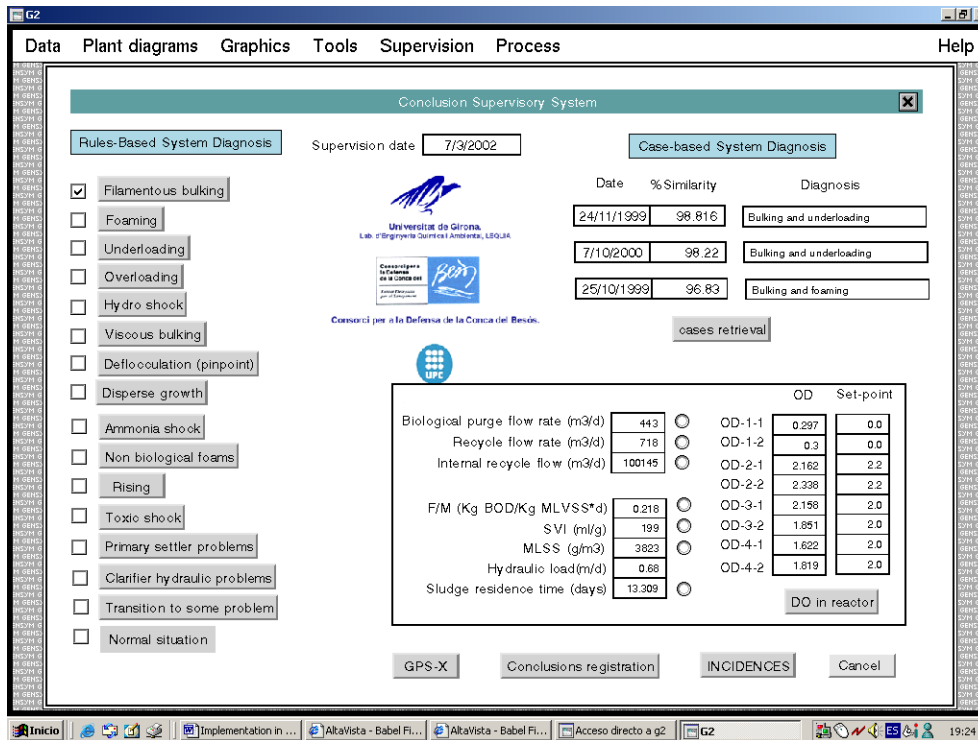 G2
Data Plant diagrams Graphics Tools Supervision Process Help
Conclusion Supervisory System
Rules-Based System Diagnosis
Supervision date 7/3/2002
Case-based System Diagnosis
Filamentous bulking
Foaming
Underloading
Overloading
Hydro shock
Viscous bulking
Deflocculation (pinpoint)
Disperse growth
Ammonia shock
Non biological foams
Rising
Toxic shock
Primary settler problems
Clarifier hydraulic problems
Transition to some problem
Normal situation
Universitat de Girona.
Lab. d'Enginyeria Química i Ambiental, LEQUIA
Consorci per a
la Defensa
de la Conca del
Besòs
Consorci per a la Defensa de la Conca del Besòs.
UPC
Date % Similarity Diagnosis
24/11/1999 98.816 Bulking and underloading
7/10/2000 98.22 Bulking and underloading
25/10/1999 96.83 Bulking and foaming
cases retrieval
OD Set-point
Biological purge flow rate (m3/d) 443
Recycle flow rate (m3/d) 718
Internal recycle flow (m3/d) 100145
F/M (Kg BOD/Kg MLVSS*d) 0.218
SVI (ml/g) 199
MLSS (g/m3) 3823
Hydraulic load(m/d) 0.68
Sludge residence time (days) 13.309
OD-1-1 0.297 0.0
OD-1-2 0.3 0.0
OD-2-1 2.162 2.2
OD-2-2 2.338 2.2
OD-3-1 2.158 2.0
OD-3-2 1.851 2.0
OD-4-1 1.622 2.0
OD-4-2 1.819 2.0
DO in reactor
GPS-X
Conclusions registration
INCIDENCES
Cancel
Inicio
Implementation in ...
AltaVista - Babel Fi...
AltaVista - Babel Fi...
Acceso directo a g2
G2
ES